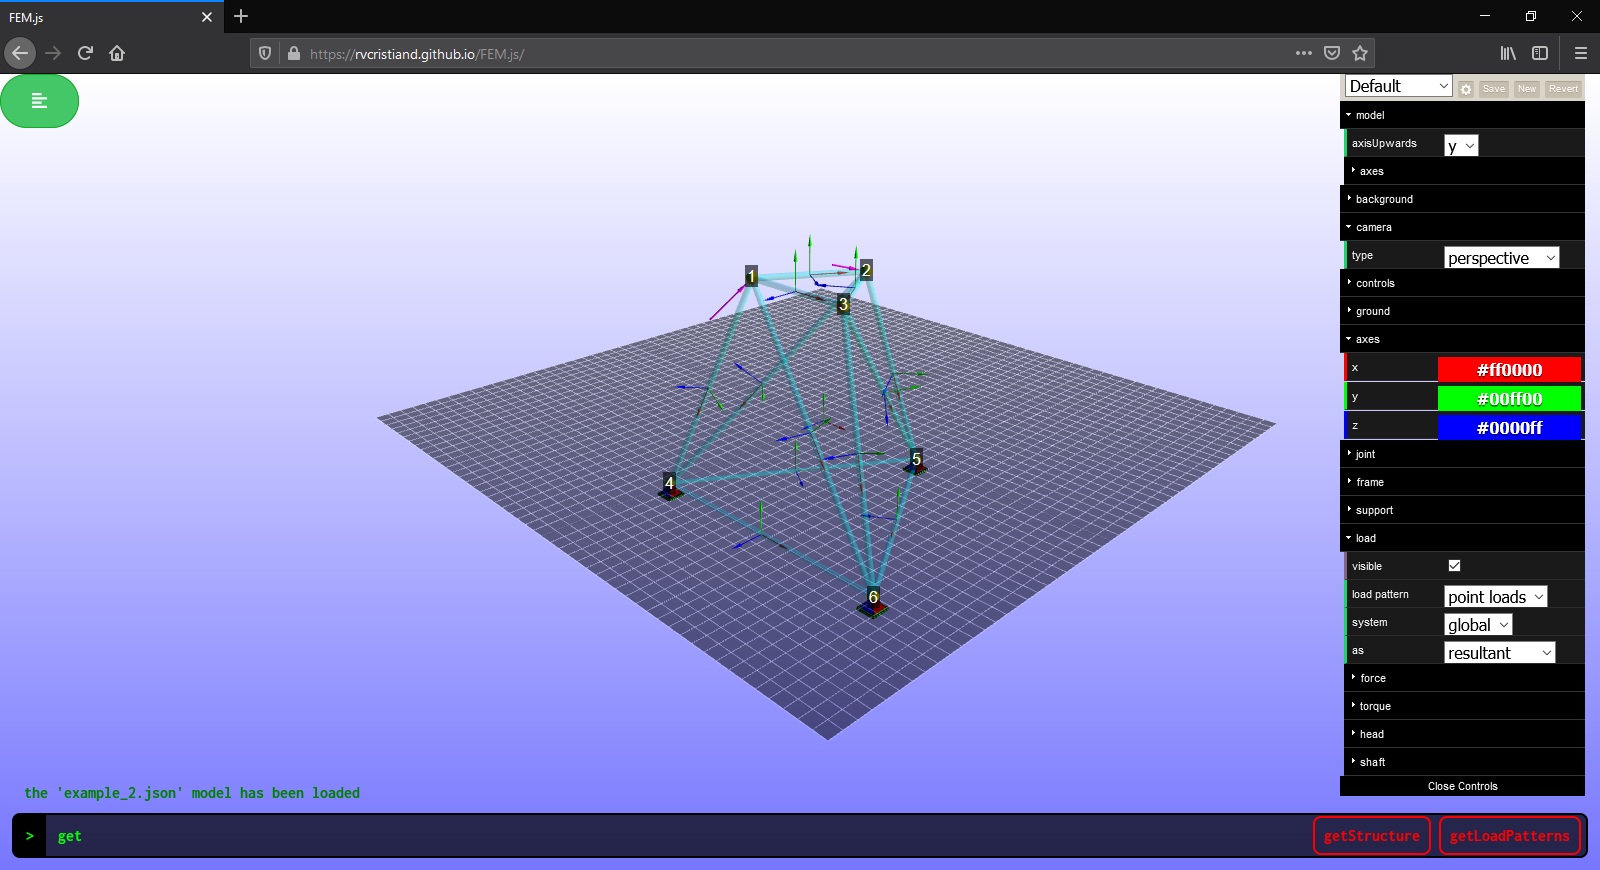 FEM.js
https://rvcristiand.github.io/FEM.js/
Default
Save
New
Revert
model
axisUpwards
y
axes
background
camera
type
perspective
controls
ground
axes
x
#ff0000
y
#00ff00
z
#0000ff
joint
frame
support
load
visible
load pattern
point loads
system
global
as
resultant
force
torque
head
shaft
Close Controls
1
2
3
4
5
6
the 'example_2.json' model has been loaded
> get
getStructure
getLoadPatterns